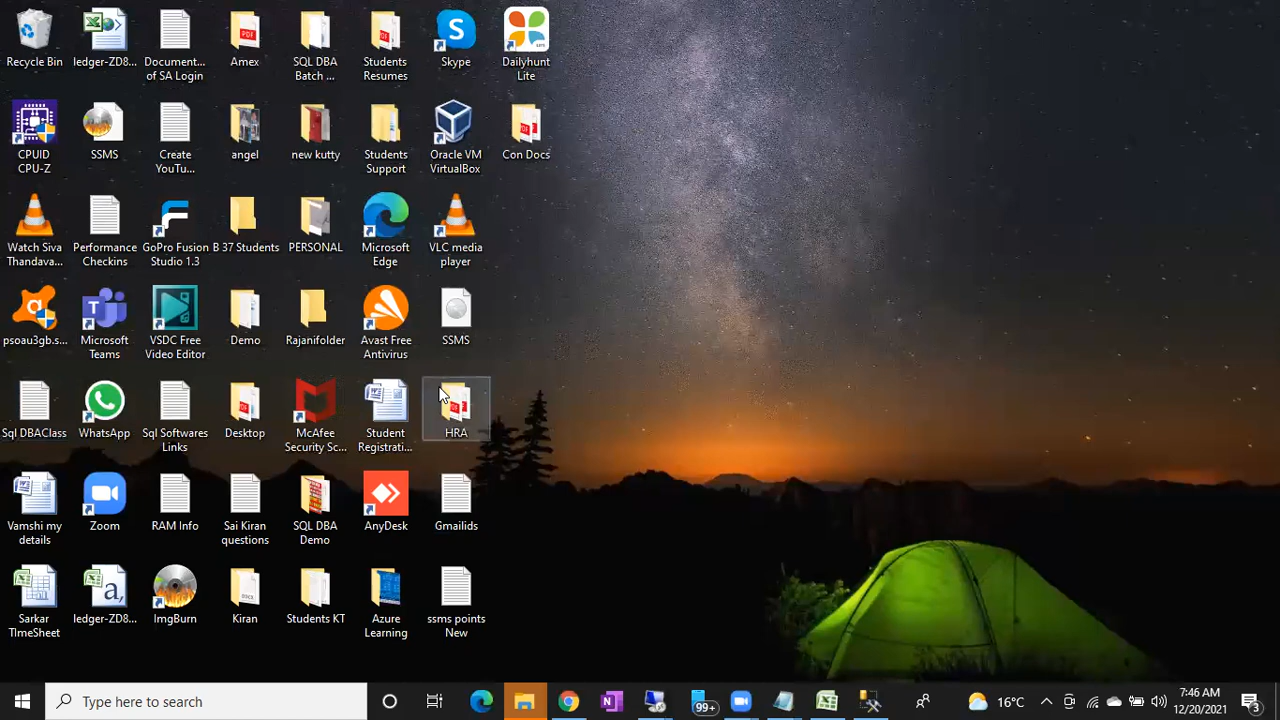 Recycle Bin
ledger-ZD8...
Document...
of SA Login
Amex
SQL DBA
Batch ...
Students
Resumes
Skype
Dailyhunt
Lite
CPUID
CPU-Z
SSMS
Create
YouTu...
angel
new kutty
Students
Support
Oracle VM
VirtualBox
Con Docs
Watch Siva
Thandava...
Performance
Checkins
GoPro Fusion
Studio 1.3
B 37 Students
PERSONAL
Microsoft
Edge
VLC media
player
psoau3gb.s...
Microsoft
Teams
VSDC Free
Video Editor
Demo
Rajanifolder
Avast Free
Antivirus
SSMS
Sql DBAClass
WhatsApp
Sql Softwares
Links
Desktop
McAfee
Security Sc...
Student
Registrati...
HRA
Vamshi my
details
Zoom
RAM Info
Sai Kiran
questions
SQL DBA
Demo
AnyDesk
Gmailids
Sarkar
TImeSheet
ledger-ZD8...
ImgBurn
Kiran
Students KT
Azure
Learning
ssms points
New
Type here to search
99+
16°C
7:46 AM
12/20/2021
3